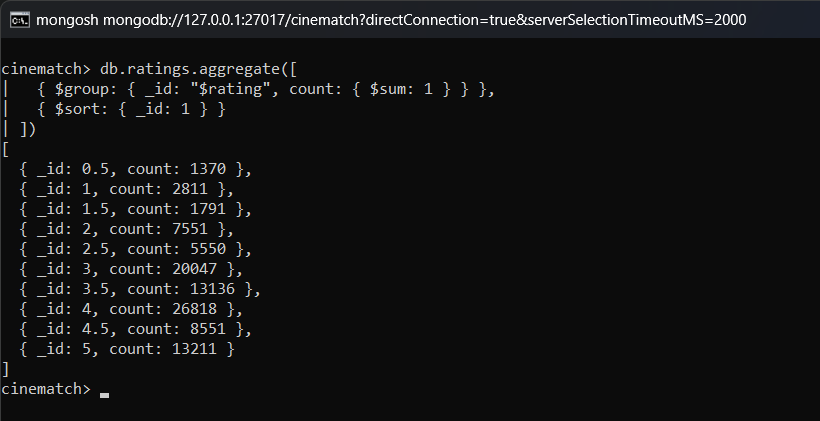 mongosh mongodb://127.0.0.1:27017/cinematch?directConnection=true&serverSelectionTimeoutMS=2000
cinematch> db.ratings.aggregate([
|   { $group: { _id: "$rating", count: { $sum: 1 } } },
|   { $sort: { _id: 1 } }
| ])
[
  { _id: 0.5, count: 1370 },
  { _id: 1, count: 2811 },
  { _id: 1.5, count: 1791 },
  { _id: 2, count: 7551 },
  { _id: 2.5, count: 5550 },
  { _id: 3, count: 20047 },
  { _id: 3.5, count: 13136 },
  { _id: 4, count: 26818 },
  { _id: 4.5, count: 8551 },
  { _id: 5, count: 13211 }
]
cinematch> _